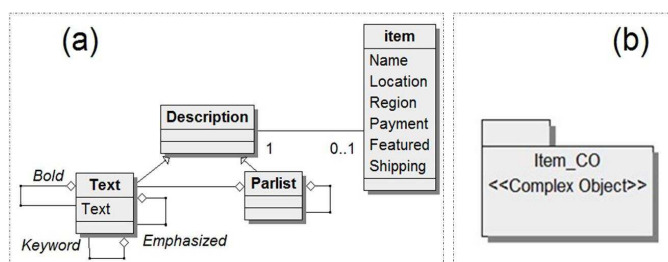 (a)
item
Name
Location
Region
Payment
Featured
Shipping
Description
1
0..1
Bold
Text
Text
Parlist
Keyword
Emphasized
(b)
Item_CO
<<Complex Object>>